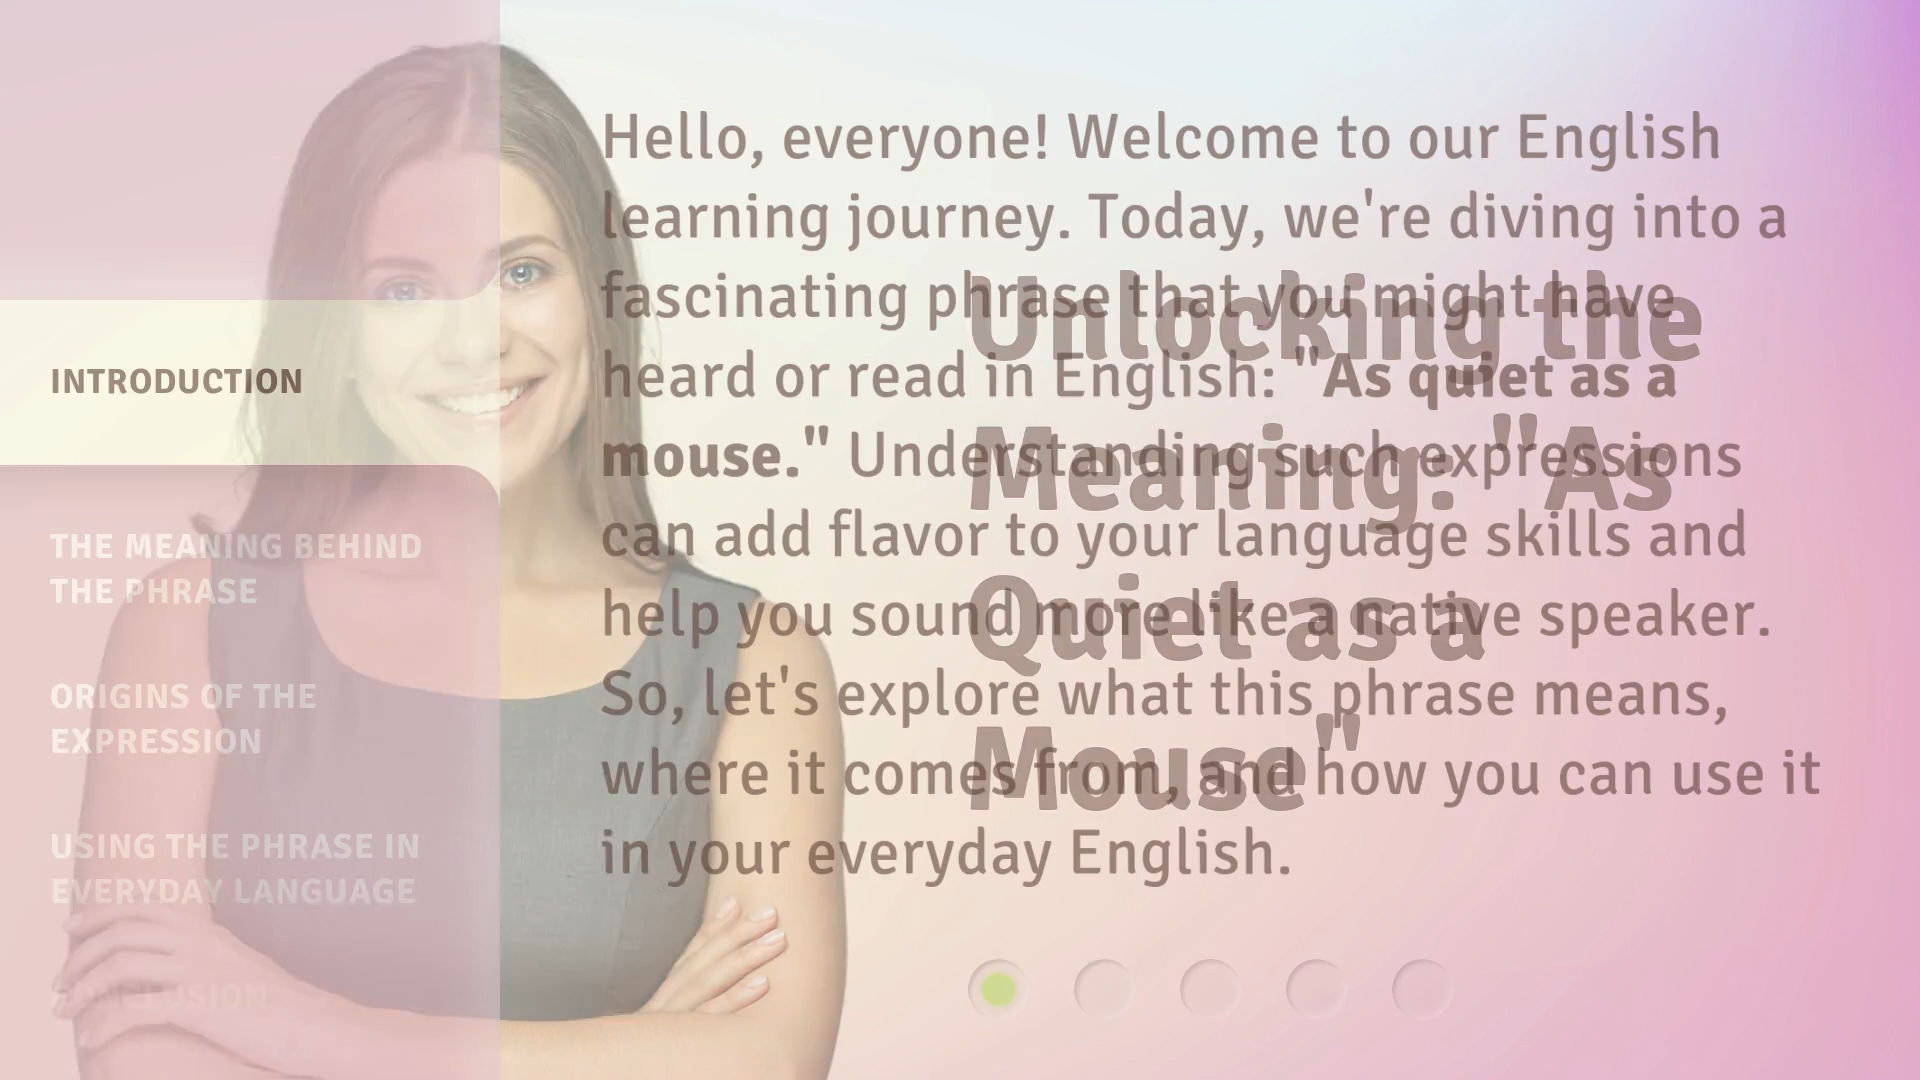 INTRODUCTION
THE MEANING BEHIND
THE PHRASE
ORIGINS OF THE
EXPRESSION
USING THE PHRASE IN
EVERYDAY LANGUAGE
CONCLUSION
Hello, everyone! Welcome to our English
learning journey. Today, we're diving into a
fascinating phrase that you might have
heard or read in English: "As quiet as a
mouse." Understanding such expressions
can add flavor to your language skills and
help you sound more like a native speaker.
So, let's explore what this phrase means,
where it comes from, and how you can use it
in your everyday English.
Unlocking the
Meaning: "As
Quiet as a
Mouse"